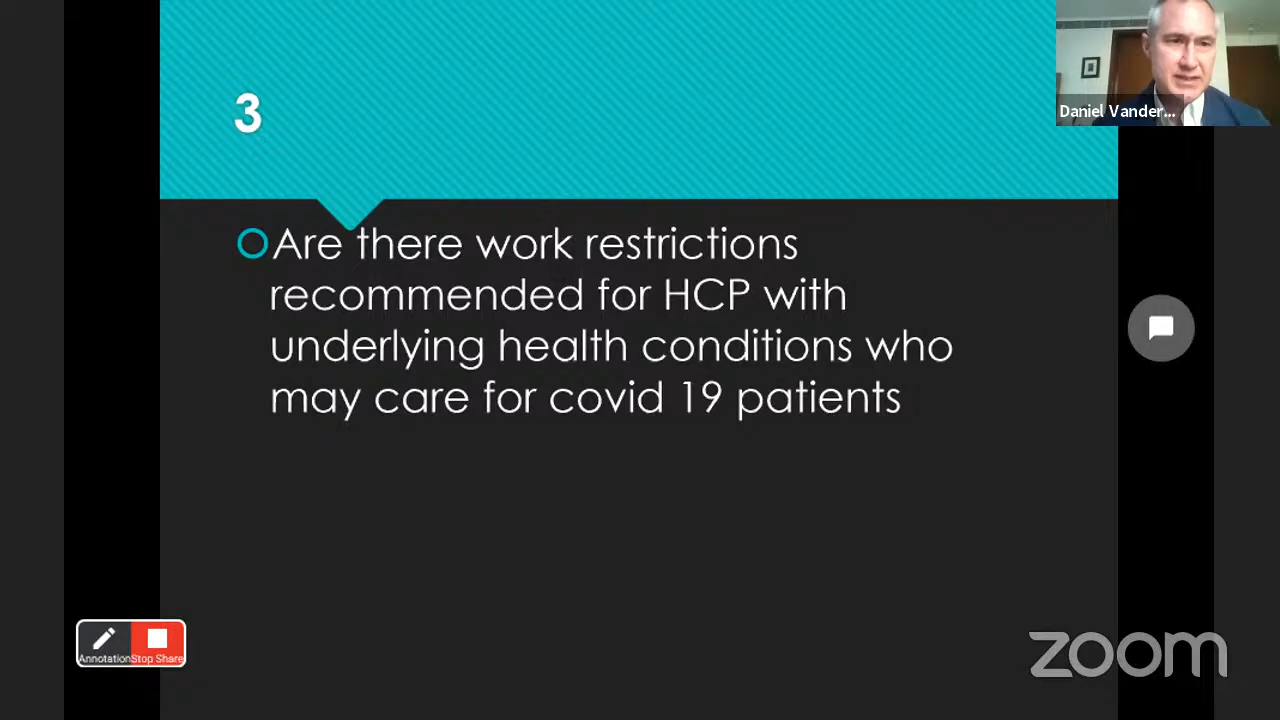 3
Daniel Vander...
Are there work restrictions
recommended for HCP with
underlying health conditions who
may care for covid 19 patients
Annotation
Stop Share
zoom